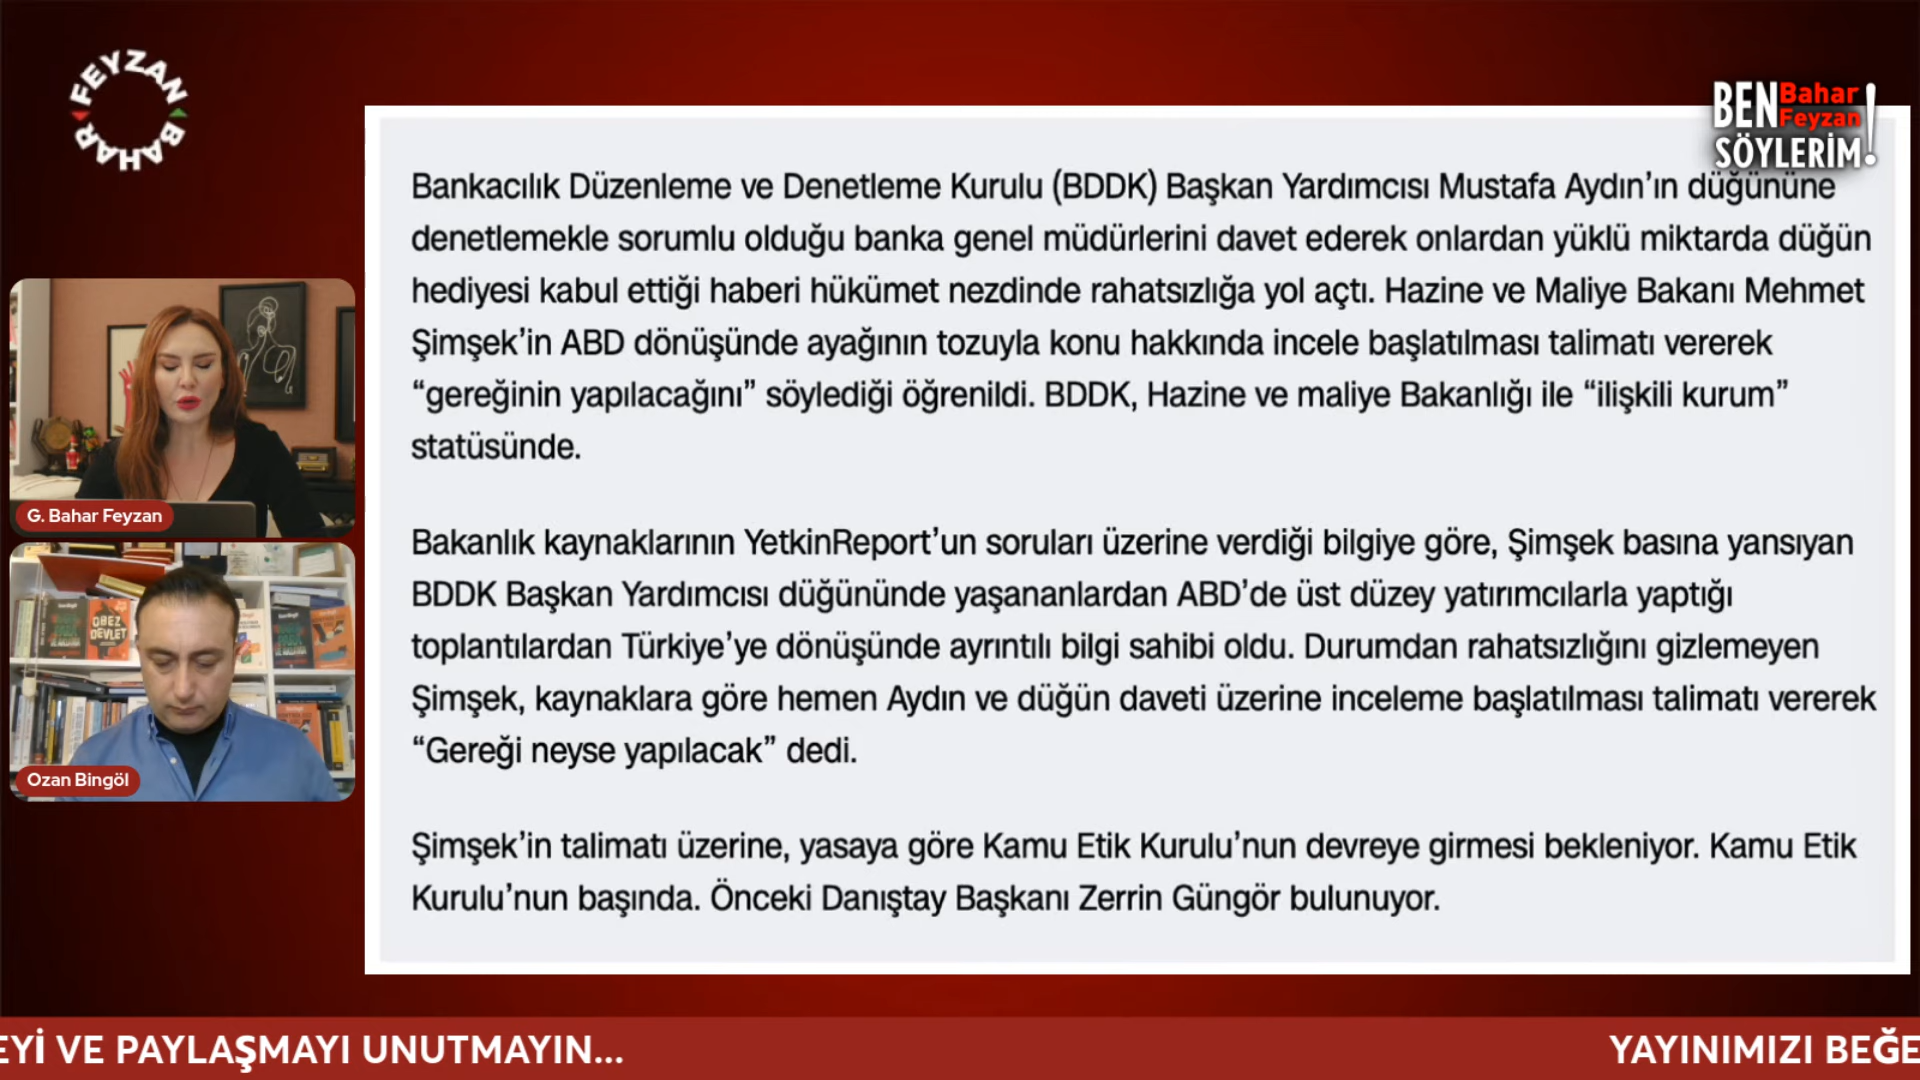 FEYZAN
BAHAR
BEN Bahar Feyzan
SÖYLERİM!
Bankacılık Düzenleme ve Denetleme Kurulu (BDDK) Başkan Yardımcısı Mustafa Aydın’ın düğününe
denetlemekle sorumlu olduğu banka genel müdürlerini davet ederek onlardan yüklü miktarda düğün
hediyesi kabul ettiği haberi hükümet nezdinde rahatsızlığa yol açtı. Hazine ve Maliye Bakanı Mehmet
Şimşek’in ABD dönüşünde ayağının tozuyla konu hakkında incele başlatılması talimatı vererek
“gereğinin yapılacağını” söylediği öğrenildi. BDDK, Hazine ve maliye Bakanlığı ile “ilişkili kurum”
statüsünde.
Bakanlık kaynaklarının YetkinReport’un soruları üzerine verdiği bilgiye göre, Şimşek basına yansıyan
BDDK Başkan Yardımcısı düğününde yaşananlardan ABD’de üst düzey yatırımcılarla yaptığı
toplantılardan Türkiye’ye dönüşünde ayrıntılı bilgi sahibi oldu. Durumdan rahatsızlığını gizlemeyen
Şimşek, kaynaklara göre hemen Aydın ve düğün daveti üzerine inceleme başlatılması talimatı vererek
“Gereği neyse yapılacak” dedi.
Şimşek’in talimatı üzerine, yasaya göre Kamu Etik Kurulu’nun devreye girmesi bekleniyor. Kamu Etik
Kurulu’nun başında. Önceki Danıştay Başkanı Zerrin Güngör bulunuyor.
G. Bahar Feyzan
OBEZ
DEVLET
Ozan Bingöl
EYİ VE PAYLAŞMAYI UNUTMAYIN...
YAYINIMIZI BEĞE